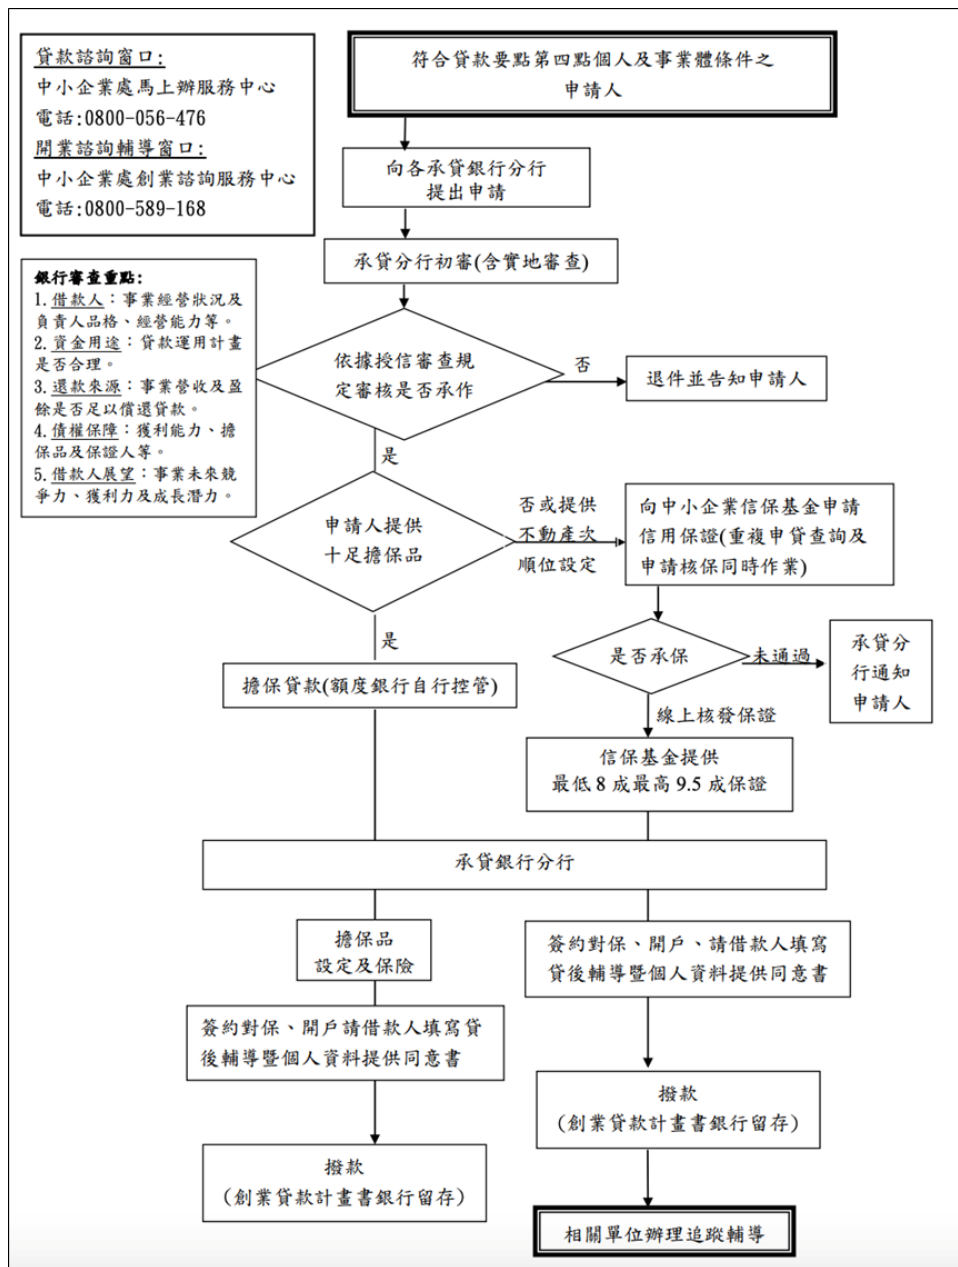 貸款諮詢窗口:
中小企業處馬上辦服務中心
電話:0800-056-476
開業諮詢輔導窗口:
中小企業處創業諮詢服務中心
電話:0800-589-168
符合貸款要點第四點個人及事業體條件之
申請人
向各承貸銀行分行
提出申請
承貸分行初審(含實地審查)
銀行審查重點:
1.借款人：事業經營狀況及
負責人品格、經營能力等。
2.資金用途：貸款運用計畫
是否合理。
3.還款來源：事業營收及盈
餘是否足以償還貸款。
4.債權保障：獲利能力、擔
保品及保證人等。
5.借款人展望：事業未來競
爭力、獲利力及成長潛力。
依據授信審查規
定審核是否承作
否
退件並告知申請人
是
申請人提供
十足擔保品
否或提供
不動產次
順位設定
向中小企業信保基金申請
信用保證(重複申貸查詢及
申請核保同時作業)
是
是否承保
未通過
承貸分
行通知
申請人
擔保貸款(額度銀行自行控管)
線上核發保證
信保基金提供
最低 8 成最高 9.5 成保證
承貸銀行分行
擔保品
設定及保險
簽約對保、開戶、請借款人填寫
貸後輔導暨個人資料提供同意書
簽約對保、開戶請借款人填寫貸
後輔導暨個人資料提供同意書
撥款
（創業貸款計畫書銀行留存）
撥款
（創業貸款計畫書銀行留存）
相關單位辦理追蹤輔導